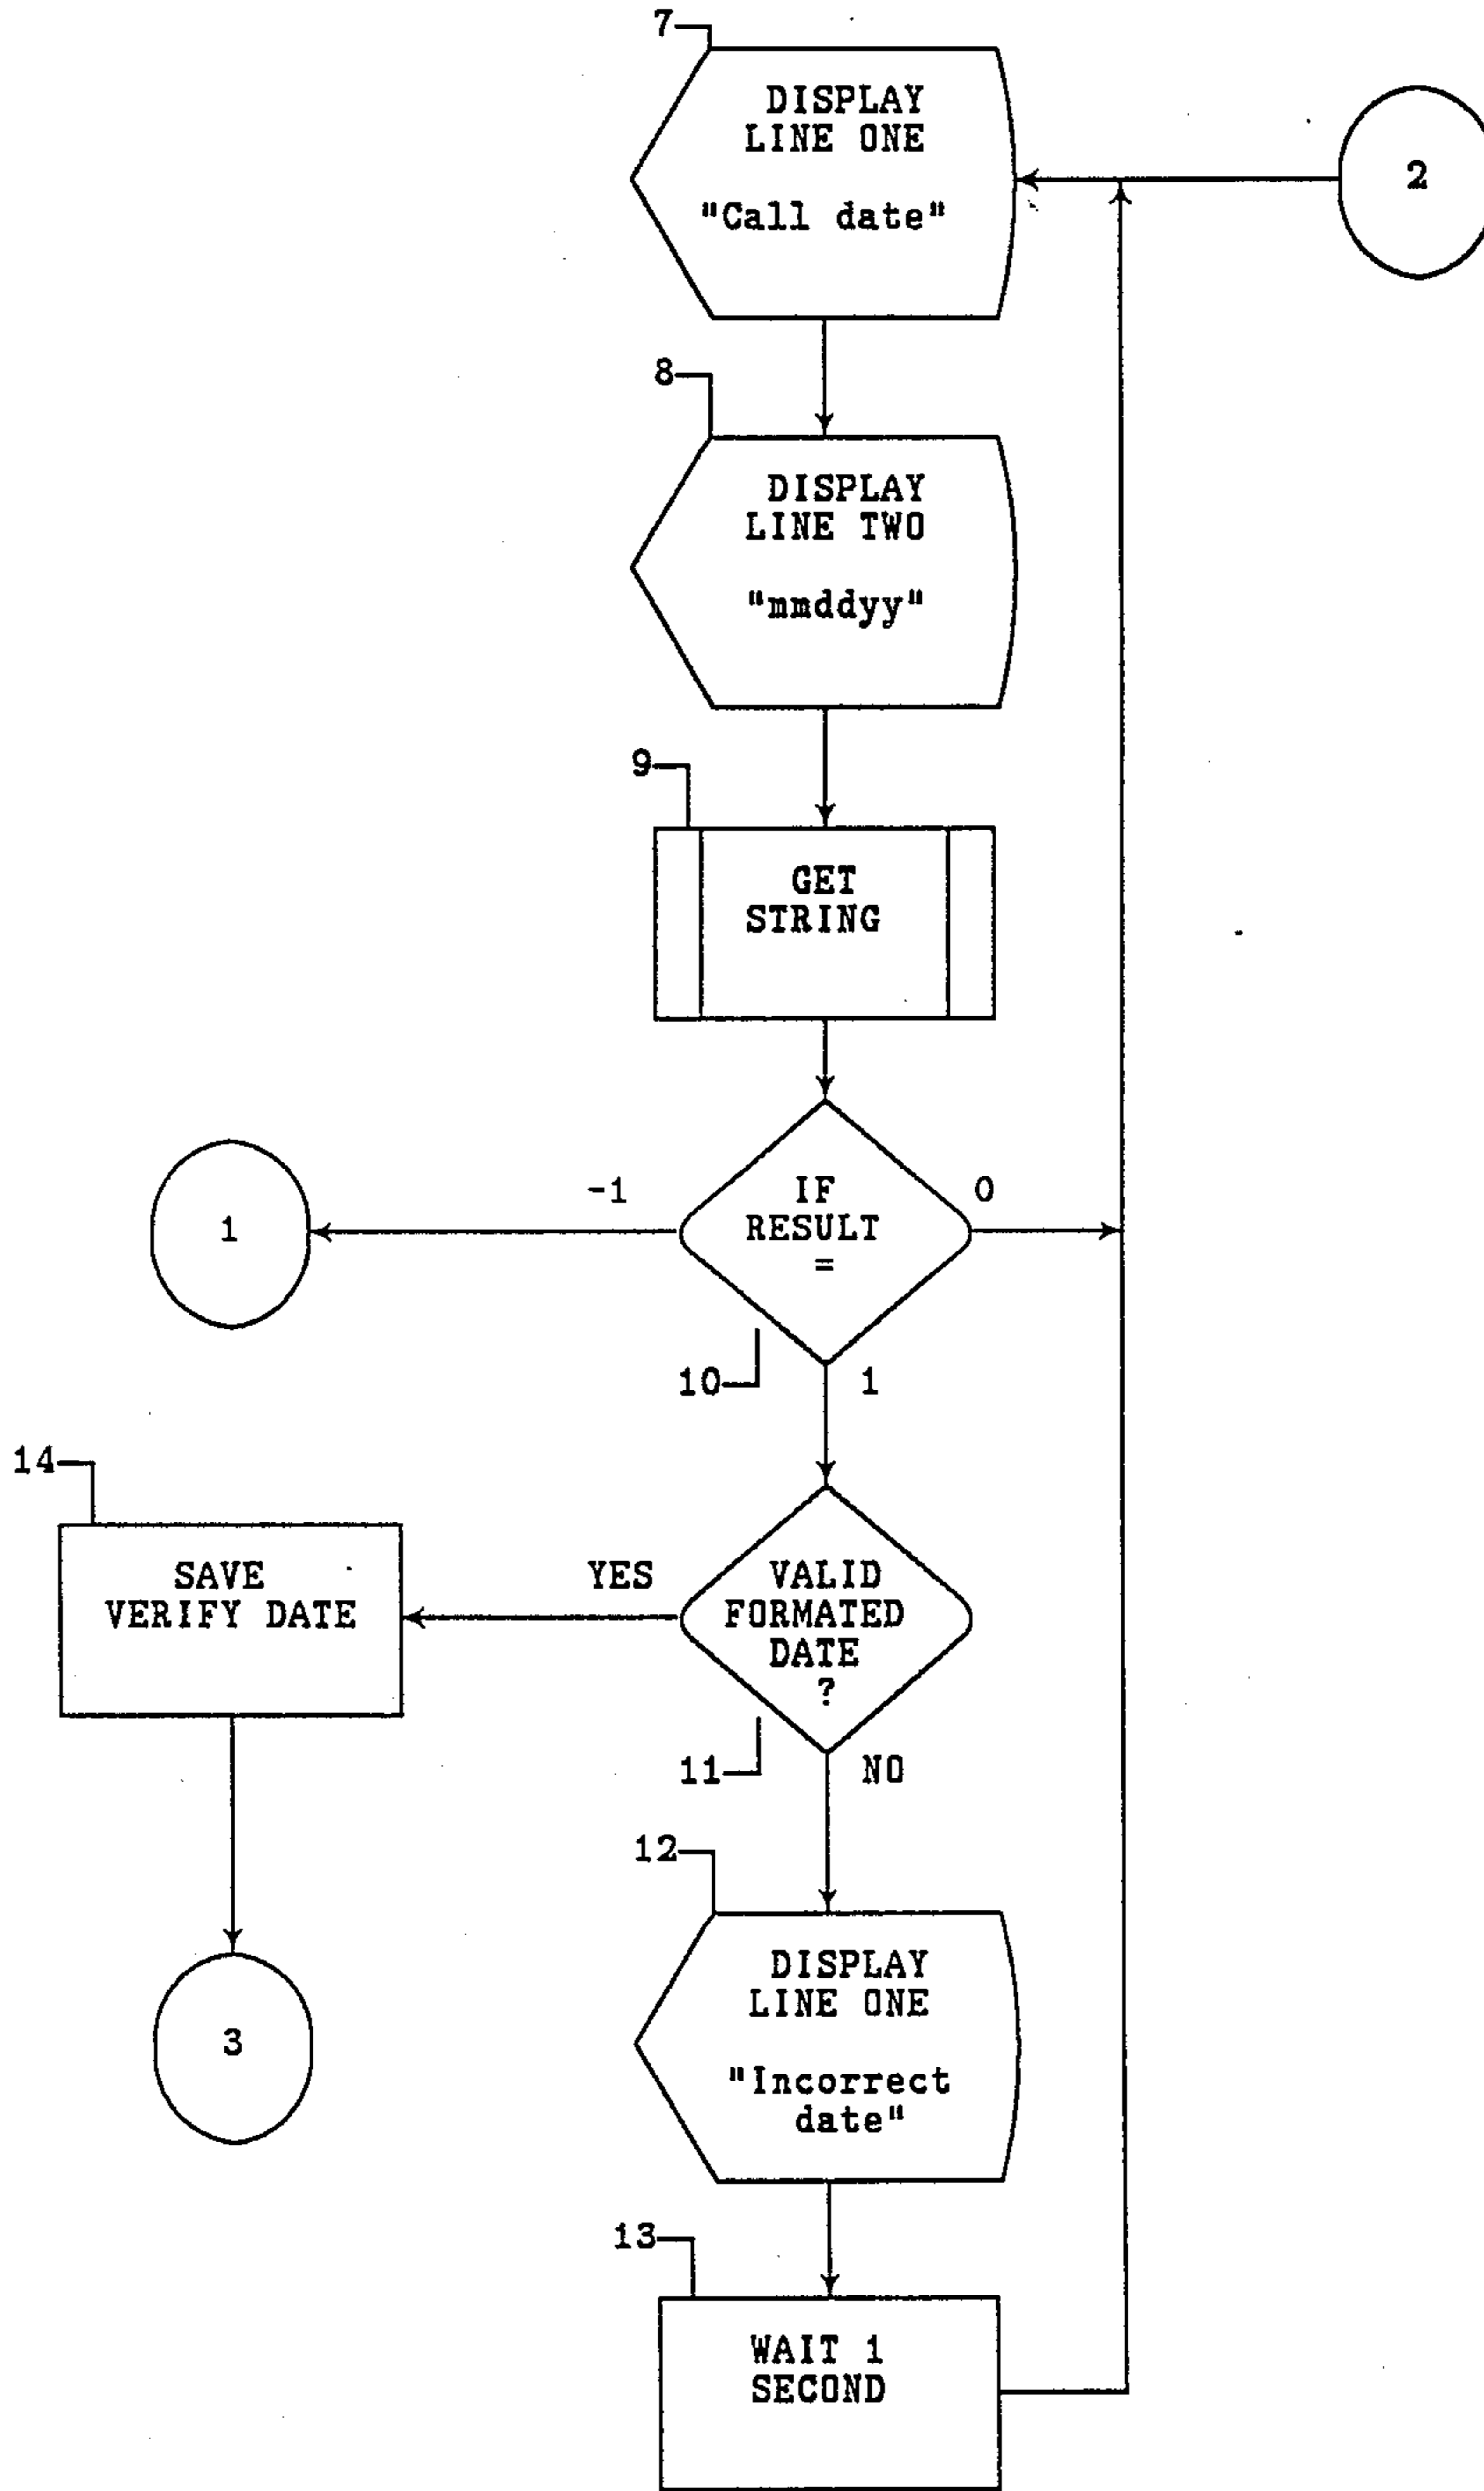 7
DISPLAY
LINE ONE
"Call date"
2
8
DISPLAY
LINE TWO
"mmddyy"
9
GET
STRING
1
-1
IF
RESULT
=
0
10
1
14
SAVE
VERIFY DATE
YES
VALID
FORMATED
DATE
?
11
NO
12
DISPLAY
LINE ONE
"Incorrect
date"
3
13
WAIT 1
SECOND